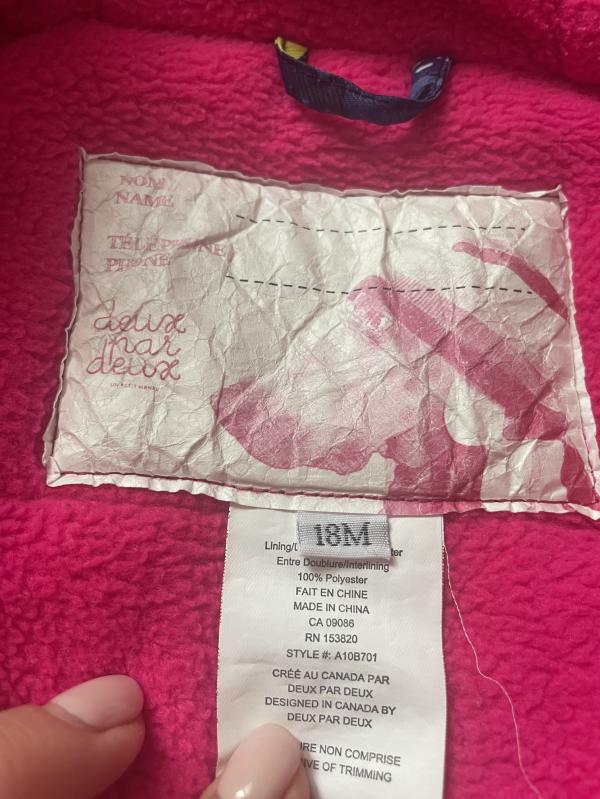 NOM/
NAME
TÉLÉPHONE
PHONE
deux
par
deux
18M
Lining/
Entre Doublure/Interlining
100% Polyester
FAIT EN CHINE
MADE IN CHINA
CA 09086
RN 153820
STYLE #: A10B701
CRÉÉ AU CANADA PAR
DEUX PAR DEUX
DESIGNED IN CANADA BY
DEUX PAR DEUX
NON COMPRISE
OF TRIMMING